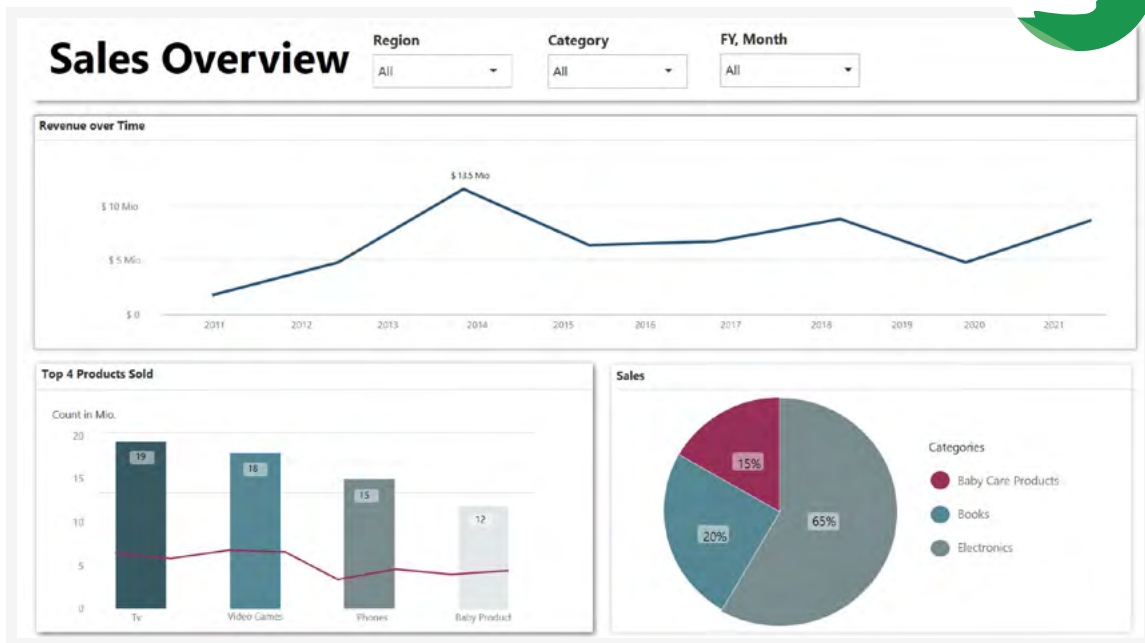 Sales Overview
Region
Category
FY, Month
All
All
All
Revenue over Time
$ 13.5 Mio
$ 10 Mio
$ 5 Mio
$ 0
2011 2012 2013 2014 2015 2016 2017 2018 2019 2020 2021
Top 4 Products Sold
Count in Mio.
20
15
10
5
0
19
18
15
12
Tv Video Games Phones Baby Product
Sales
15%
20%
65%
Categories
Baby Care Products
Books
Electronics